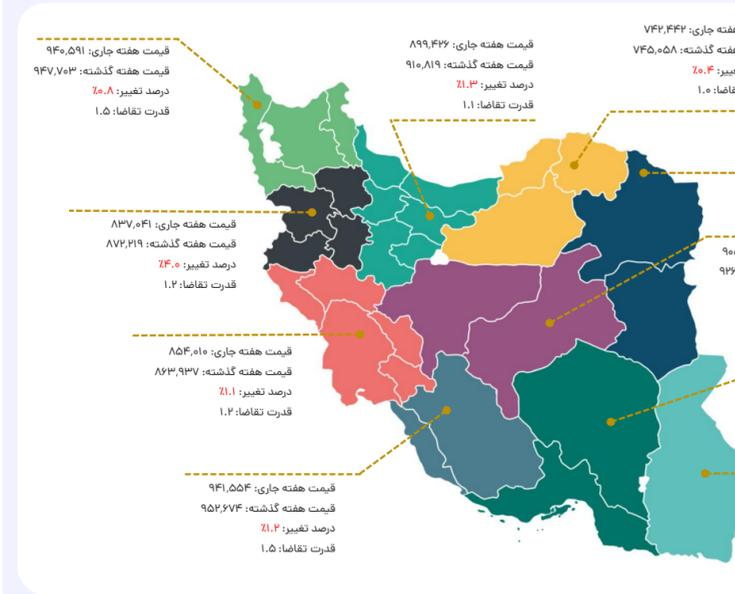 قیمت هفته جاری: ۹۴۰,۵۹۱
قیمت هفته گذشته: ۹۴۷,۷۰۳
درصد تغییر: ٪۰.۸
قدرت تقاضا: ۱.۵
قیمت هفته جاری: ۸۹۹,۴۲۶
قیمت هفته گذشته: ۹۱۰,۸۱۹
درصد تغییر: ٪۱.۳
قدرت تقاضا: ۱.۱
هفته جاری: ۷۴۲,۴۴۲
هفته گذشته: ۷۴۵,۰۵۸
٪۰.۴
۱.۰
قیمت هفته جاری: ۸۳۷,۰۴۱
قیمت هفته گذشته: ۸۷۲,۲۱۹
درصد تغییر: ٪۴.۰
قدرت تقاضا: ۱.۲
قیمت هفته جاری: ۸۵۴,۰۱۰
قیمت هفته گذشته: ۸۶۳,۹۳۷
درصد تغییر: ٪۱.۱
قدرت تقاضا: ۱.۲
قیمت هفته جاری: ۹۴۱,۵۵۴
قیمت هفته گذشته: ۹۵۲,۶۷۴
درصد تغییر: ٪۱.۲
قدرت تقاضا: ۱.۵